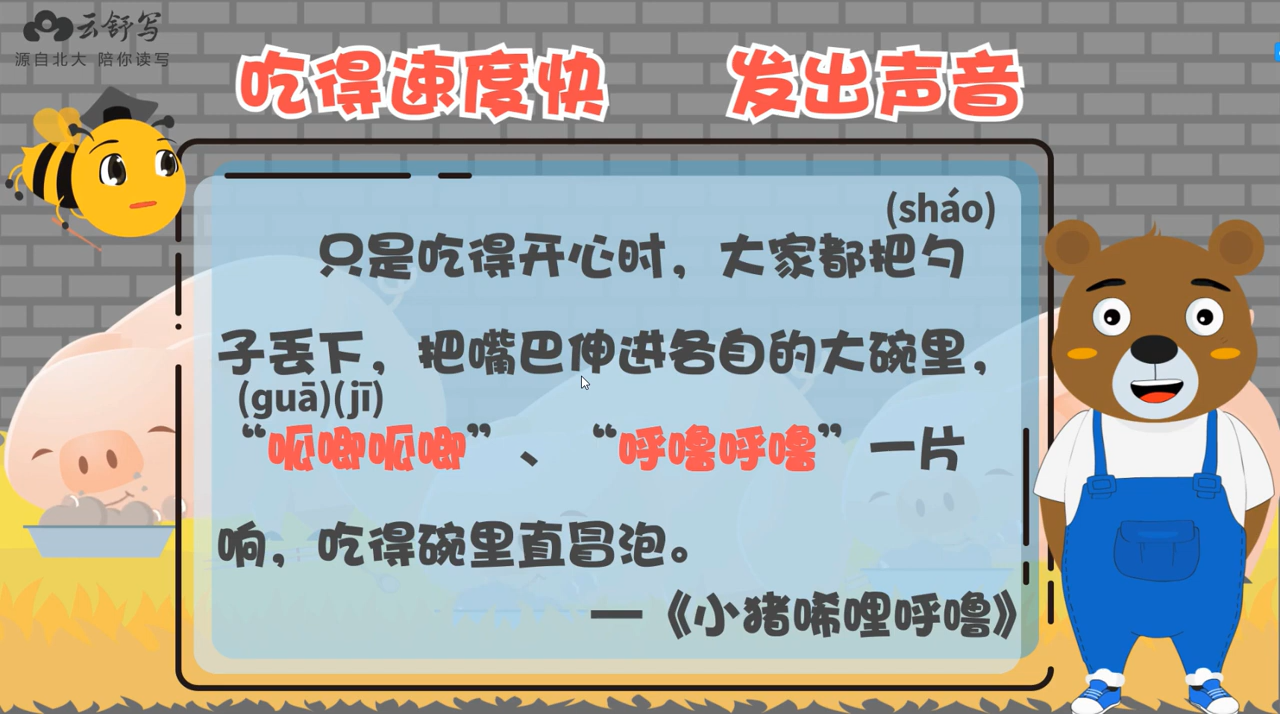 云舒写
源自北大 陪你读写
吃得速度快 发出声音
(sháo)
只是吃得开心时，大家都把勺
子丢下，把嘴巴伸进各自的大碗里，
(guā)(jī)
“呱唧呱唧”、“呼噜呼噜”一片
响，吃得碗里直冒泡。
—《小猪唏哩呼噜》